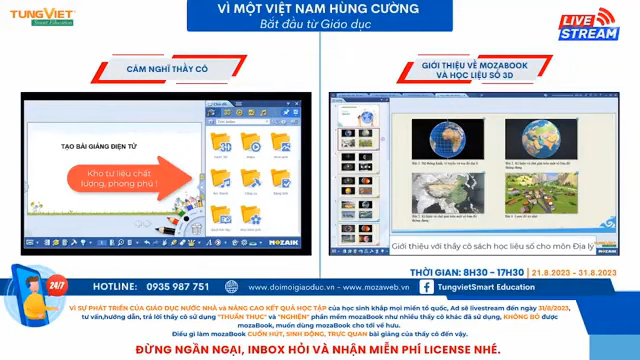 TUNGVIET
Smart Education
VÌ MỘT VIỆT NAM HÙNG CƯỜNG
Bắt đầu từ Giáo dục
LIVE
STREAM
CẢM NGHĨ THẦY CÔ
GIỚI THIỆU VỀ MOZABOOK
VÀ HỌC LIỆU SỐ 3D
TẠO BÀI GIẢNG ĐIỆN TỬ
Kho tư liệu chất
lượng, phong phú !
MOZAIK
Giới thiệu với thầy cô sách học liệu số cho môn Địa lý
TUNGVIET
THỜI GIAN: 8H30 - 17H30 | 21.8.2023 - 31.8.2023
24/7
HOTLINE: 0935 987 751
www.doimoigiaoduc.vn - www.mozaweb.vn
TungvietSmart Education
VÌ SỰ PHÁT TRIỂN CỦA GIÁO DỤC NƯỚC NHÀ VÀ NÂNG CAO KẾT QUẢ HỌC TẬP của học sinh khắp mọi miền tổ quốc, Ad sẽ livestream đến ngày 31/8/2023,
tư vấn,hướng dẫn, trả lời thầy cô sử dụng "THUẦN THỤC" và "NGHIỆN" phần mềm mozaBook như nhiều thầy cô khác đã sử dụng, KHÔNG BỎ được
mozaBook, muốn dùng mozaBook cho tới về hưu.
Điều gì làm mozaBook CUỐN HÚT, SINH ĐỘNG, TRỰC QUAN bài giảng của thầy cô đến vậy.
ĐỪNG NGẦN NGẠI, INBOX HỎI VÀ NHẬN MIỄN PHÍ LICENSE NHÉ.